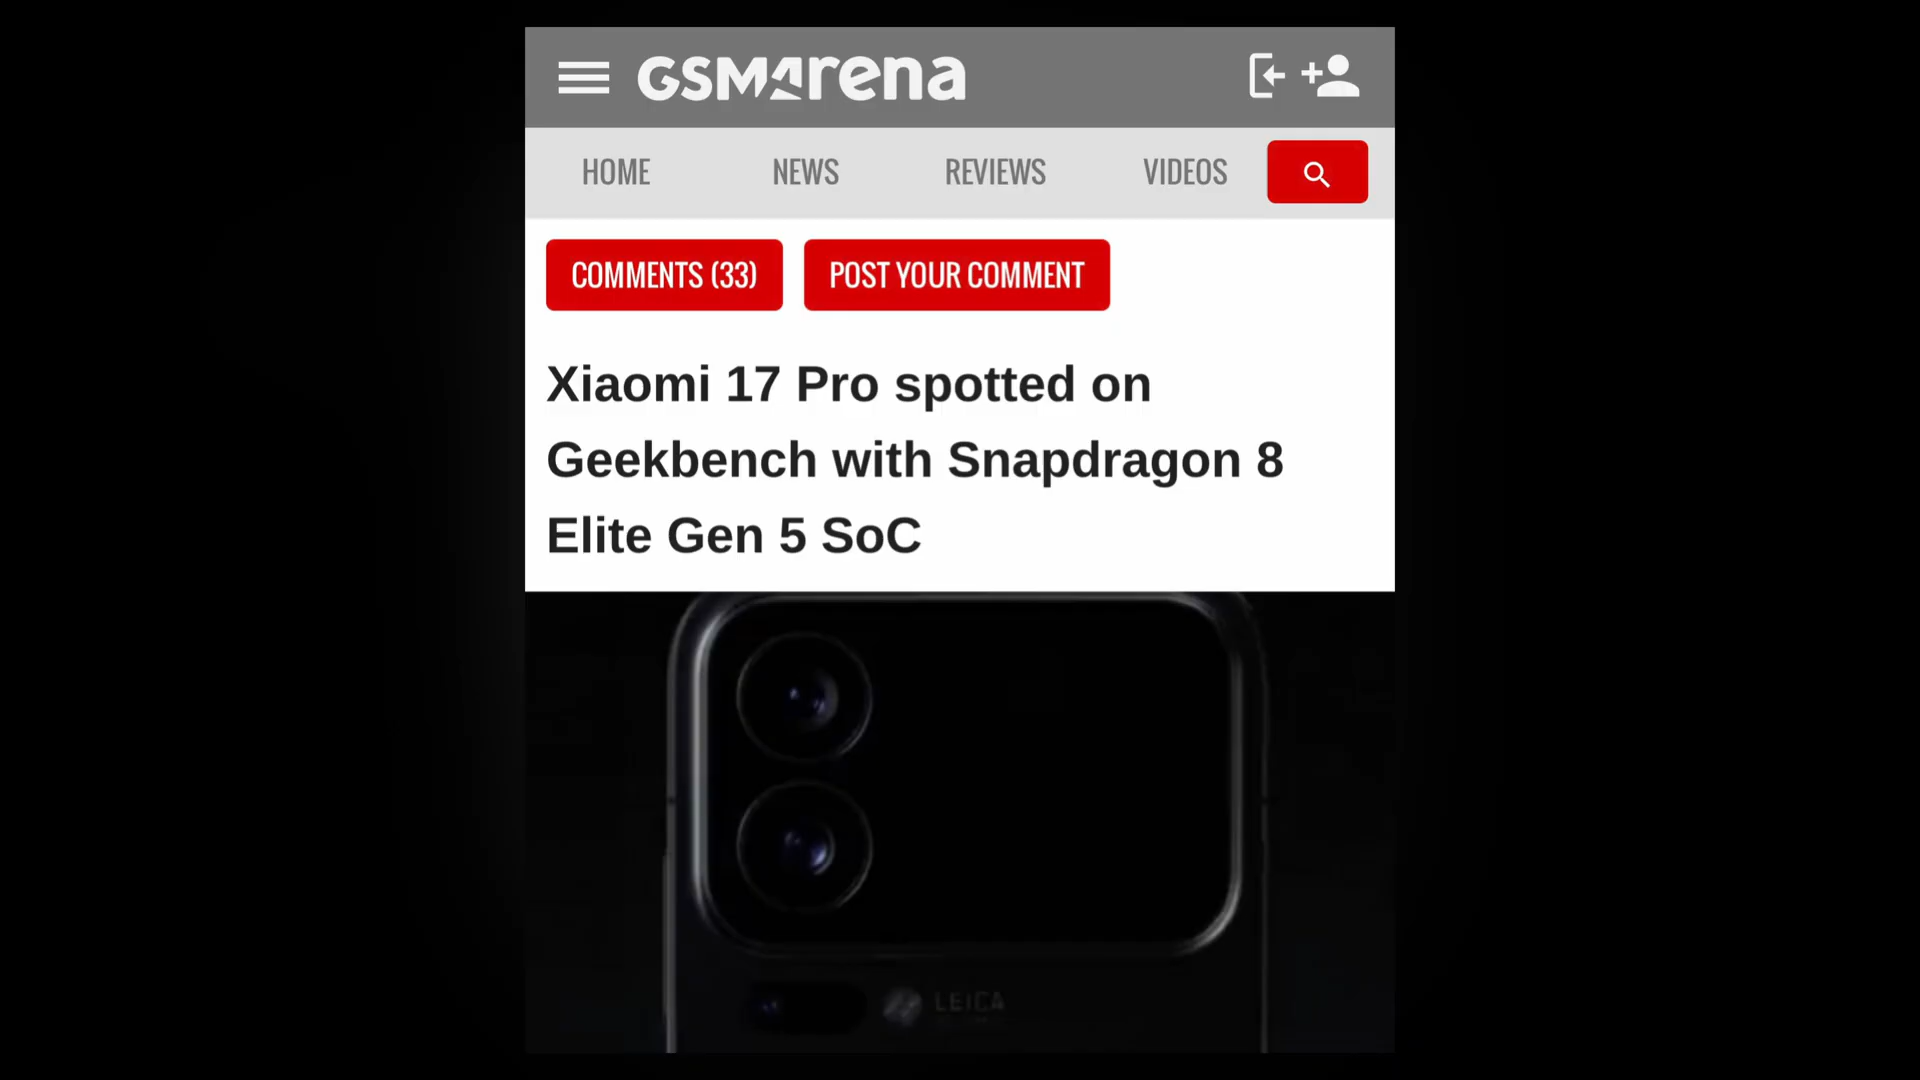 GSMArena
HOME NEWS REVIEWS VIDEOS
COMMENTS (33) POST YOUR COMMENT
Xiaomi 17 Pro spotted on
Geekbench with Snapdragon 8
Elite Gen 5 SoC
LEICA